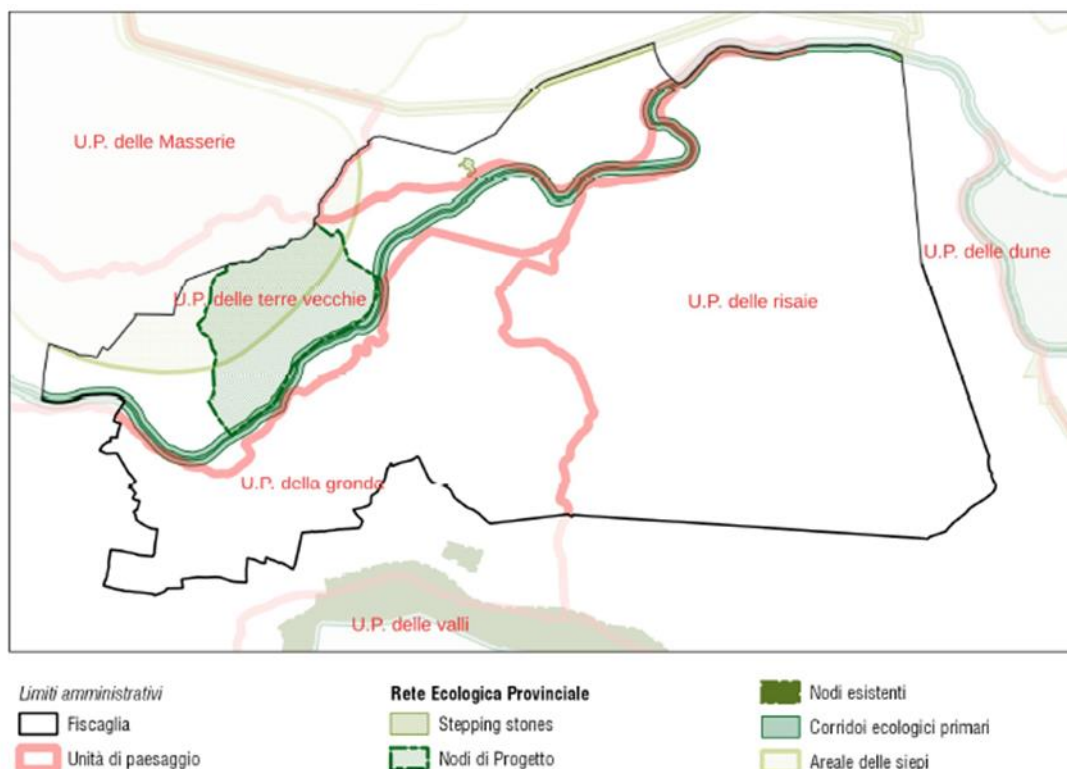 U.P. delle Masserie
U.P. delle dune
U.P. delle terre vecchie
U.P. delle risaie
U.P. della gronda
U.P. delle valli
Limiti amministrativi
Fiscaglia
Unità di paesaggio
Rete Ecologica Provinciale
Stepping stones
Nodi di Progetto
Nodi esistenti
Corridoi ecologici primari
Areale delle siepi